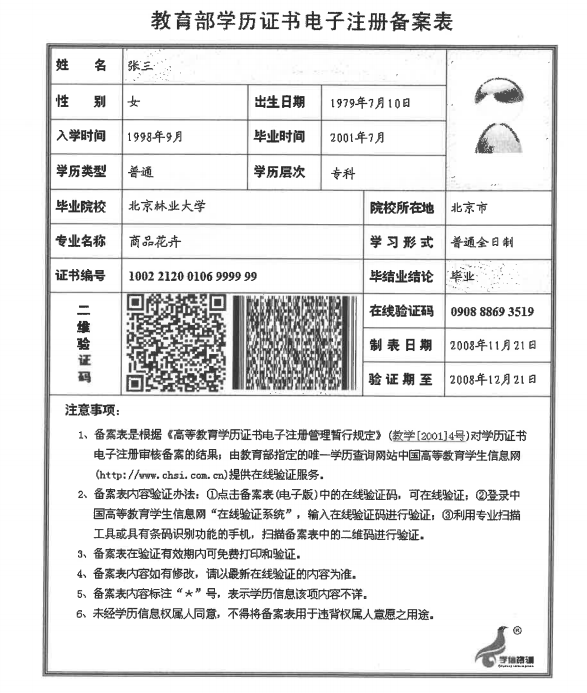 教育部学历证书电子注册备案表
姓 名 张三
性 别 女 出生日期 1979年7月10日
入学时间 1998年9月 毕业时间 2001年7月
学历类型 普通 学历层次 专科
毕业院校 北京林业大学 院校所在地 北京市
专业名称 商品花卉 学习形式 普通全日制
证书编号 1002 2120 0106 9999 99 毕结业结论 毕业
二维验证码 在线验证码 0908 8869 3519
制表日期 2008年11月21日
验证期至 2008年12月21日
注意事项：
1、备案表是根据《高等教育学历证书电子注册管理暂行规定》(教学[2001]4号)对学历证书
电子注册审核备案的结果；由教育部指定的唯一学历查询网站中国高等教育学生信息网
(http://www.chsi.com.cn)提供在线验证服务。
2、备案表内容验证办法：①点击备案表(电子版)中的在线验证码，可在线验证；②登录中
国高等教育学生信息网“在线验证系统”，输入在线验证码进行验证；③利用专业扫描
工具或具有条码识别功能的手机，扫描备案表中的二维码进行验证。
3、备案表在验证有效期内可免费打印和验证。
4、备案表内容如有修改，请以最新在线验证的内容为准。
5、备案表内容标注“*”号，表示学历信息该项内容不详。
6、未经学历信息权属人同意，不得将备案表用于违背权属人意愿之用途。
®
学信咨询